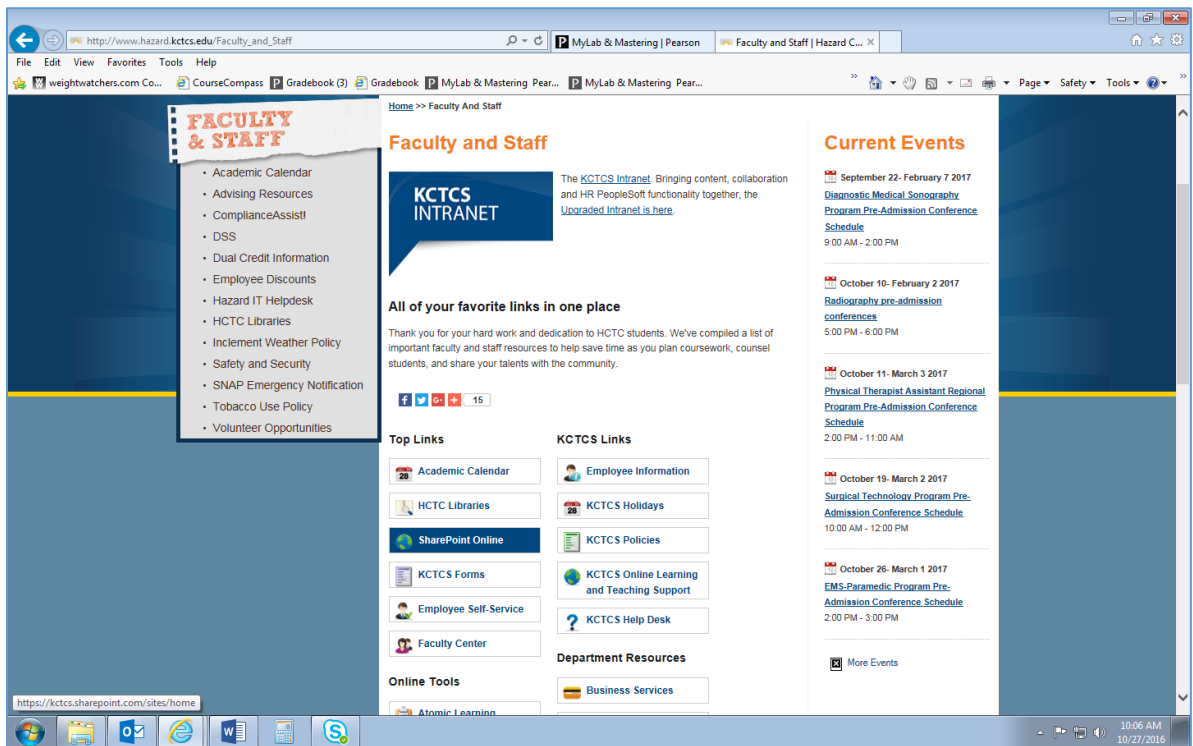 http://www.hazard.kctcs.edu/Faculty_and_Staff
MyLab & Mastering | Pearson
Faculty and Staff | Hazard C...
File Edit View Favorites Tools Help
weightwatchers.com Co... CourseCompass Gradebook (3) Gradebook MyLab & Mastering Pear... MyLab & Mastering Pear...
Page Safety Tools
FACULTY
& STAFF
Academic Calendar
Advising Resources
ComplianceAssist!
DSS
Dual Credit Information
Employee Discounts
Hazard IT Helpdesk
HCTC Libraries
Inclement Weather Policy
Safety and Security
SNAP Emergency Notification
Tobacco Use Policy
Volunteer Opportunities
Home >> Faculty And Staff
Faculty and Staff
KCTCS
INTRANET
The KCTCS Intranet. Bringing content, collaboration
and HR PeopleSoft functionality together, the
Upgraded Intranet is here.
All of your favorite links in one place
Thank you for your hard work and dedication to HCTC students. We've compiled a list of
important faculty and staff resources to help save time as you plan coursework, counsel
students, and share your talents with the community.
15
Top Links
Academic Calendar
HCTC Libraries
SharePoint Online
KCTCS Forms
Employee Self-Service
Faculty Center
Online Tools
Atomic Learning
KCTCS Links
Employee Information
KCTCS Holidays
KCTCS Policies
KCTCS Online Learning
and Teaching Support
KCTCS Help Desk
Department Resources
Business Services
Current Events
September 22- February 7 2017
Diagnostic Medical Sonography
Program Pre-Admission Conference
Schedule
9:00 AM - 2:00 PM
October 10- February 2 2017
Radiography pre-admission
conferences
5:00 PM - 6:00 PM
October 11- March 3 2017
Physical Therapist Assistant Regional
Program Pre-Admission Conference
Schedule
2:00 PM - 11:00 AM
October 19- March 2 2017
Surgical Technology Program Pre-
Admission Conference Schedule
10:00 AM - 12:00 PM
October 26- March 1 2017
EMS-Paramedic Program Pre-
Admission Conference Schedule
2:00 PM - 3:00 PM
More Events
https://kctcs.sharepoint.com/sites/home
10:06 AM
10/27/2016